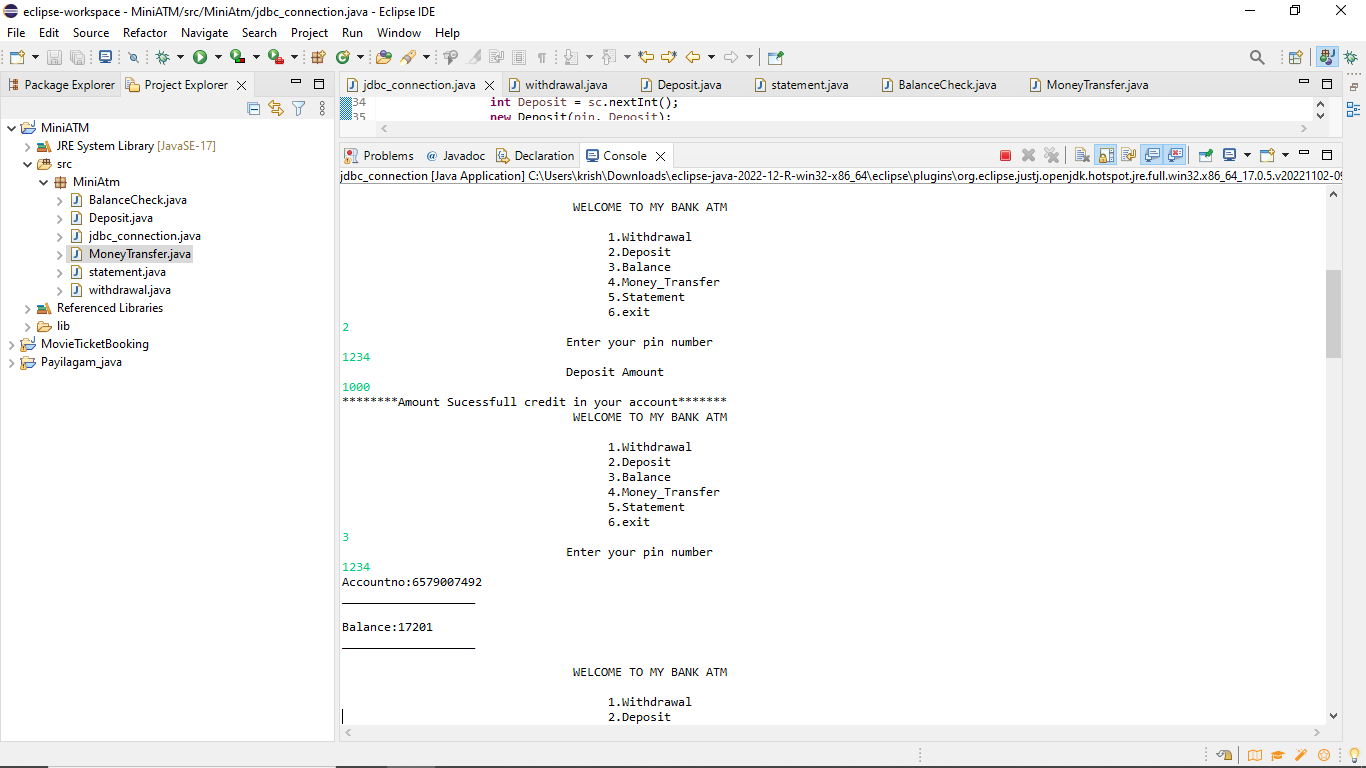 eclipse-workspace - MiniATM/src/MiniAtm/jdbc_connection.java - Eclipse IDE
File Edit Source Refactor Navigate Search Project Run Window Help
Package Explorer Project Explorer
MiniATM
JRE System Library [JavaSE-17]
src
MiniAtm
BalanceCheck.java
Deposit.java
jdbc_connection.java
MoneyTransfer.java
statement.java
withdrawal.java
Referenced Libraries
lib
MovieTicketBooking
Payilagam_java
jdbc_connection.java withdrawal.java Deposit.java statement.java BalanceCheck.java MoneyTransfer.java
34 int Deposit = sc.nextInt();
35 new Deposit(pin, Deposit);
Problems Javadoc Declaration Console
jdbc_connection [Java Application] C:\Users\krish\Downloads\eclipse-java-2022-12-R-win32-x86_64\eclipse\plugins\org.eclipse.justj.openjdk.hotspot.jre.full.win32.x86_64_17.0.5.v20221102-09
WELCOME TO MY BANK ATM
1.Withdrawal
2.Deposit
3.Balance
4.Money_Transfer
5.Statement
6.exit
2
Enter your pin number
1234
Deposit Amount
1000
********Amount Sucessfull credit in your account*******
WELCOME TO MY BANK ATM
1.Withdrawal
2.Deposit
3.Balance
4.Money_Transfer
5.Statement
6.exit
3
Enter your pin number
1234
Accountno:6579007492
___________________
Balance:17201
___________________
WELCOME TO MY BANK ATM
1.Withdrawal
2.Deposit